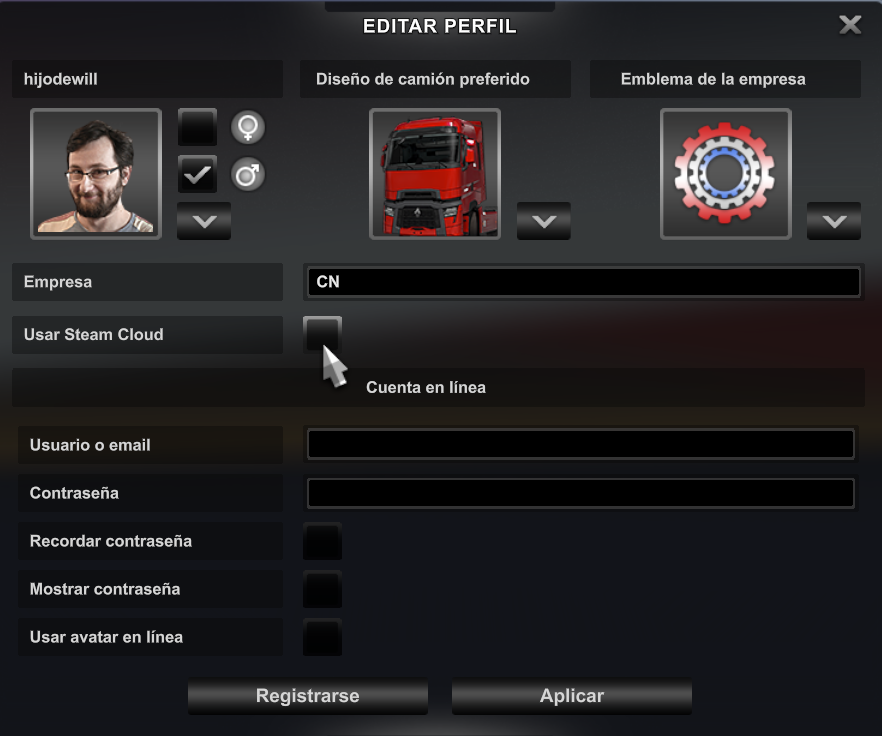 EDITAR PERFIL
hijodewill
Diseño de camión preferido
Emblema de la empresa
Empresa
CN
Usar Steam Cloud
Cuenta en línea
Usuario o email
Contraseña
Recordar contraseña
Mostrar contraseña
Usar avatar en línea
Registrarse
Aplicar